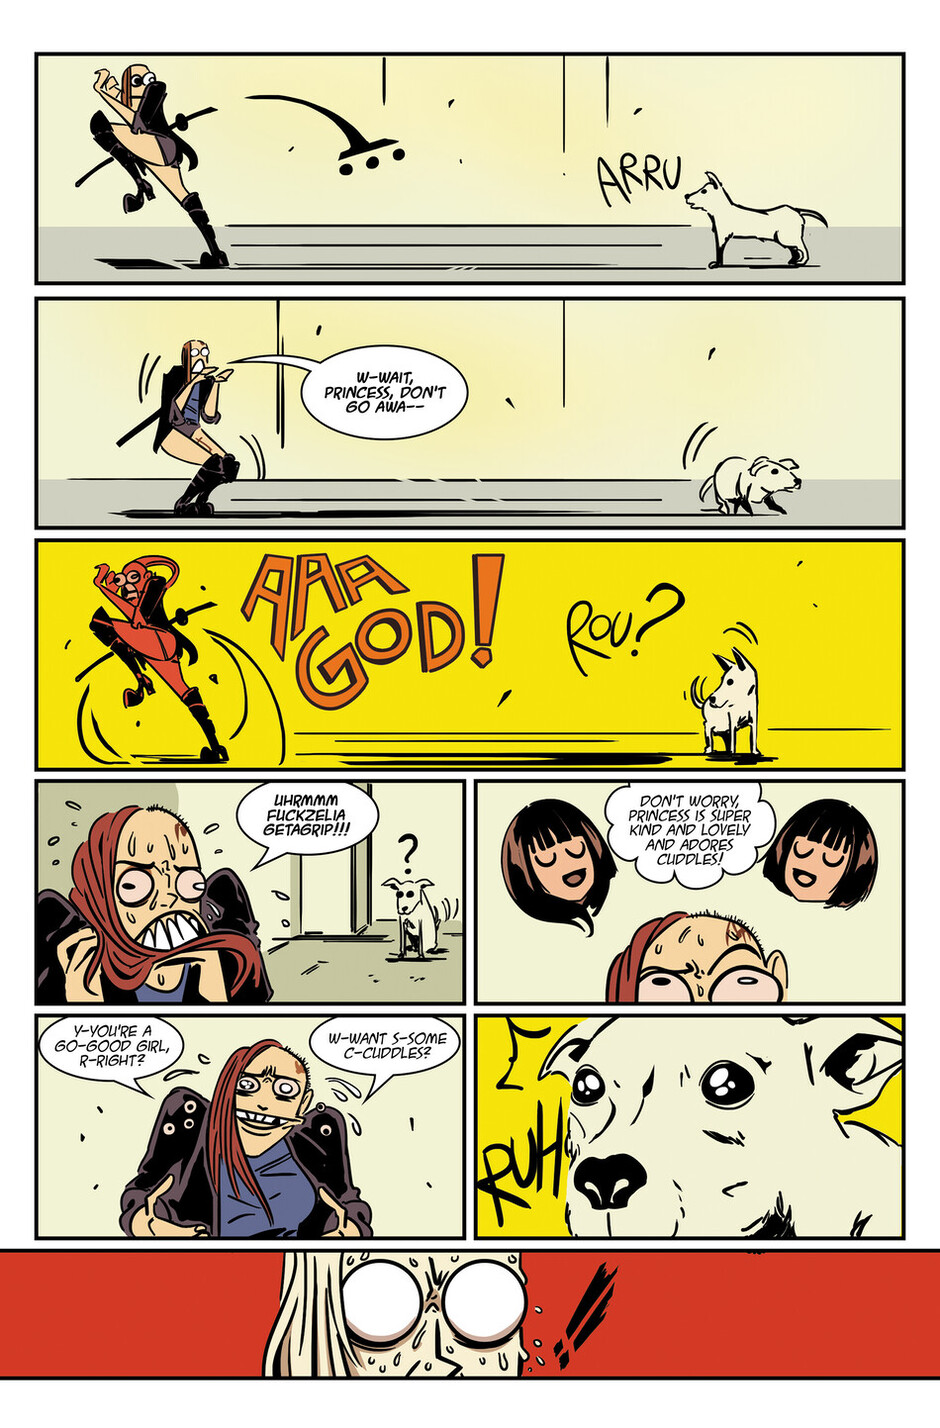 ARRU
W-WAIT,
PRINCESS, DON'T
GO AWA--
AAA
GOD!
ROU?
UHRMMM
FUCKZELIA
GETAGRIP!!!
?
DON'T WORRY,
PRINCESS IS SUPER
KIND AND LOVELY
AND ADORES
CUDDLES!
Y-YOU'RE A
GO-GOOD GIRL,
R-RIGHT?
W-WANT S-SOME
C-CUDDLES?
RUH
!!